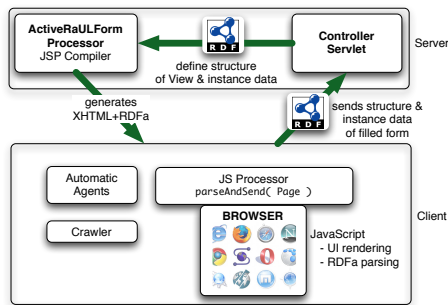 ActiveRaULForm
Processor
JSP Compiler
RDF
Controller
Servlet
Server
define structure
of View & instance data
generates
XHTML+RDFa
RDF
sends structure &
instance data
of filled form
Automatic
Agents
JS Processor
parseAndSend( Page )
Crawler
BROWSER
JavaScript
- UI rendering
- RDFa parsing
Client